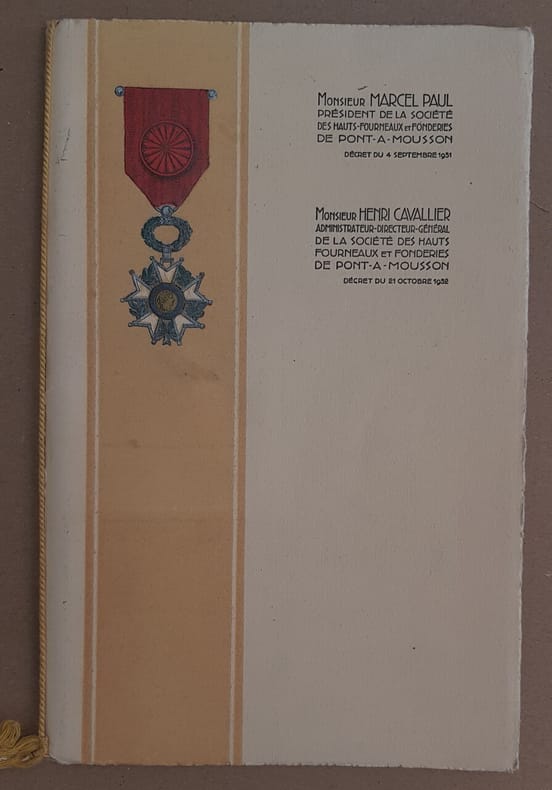 Monsieur MARCEL PAUL
PRÉSIDENT DE LA SOCIÉTÉ
DES HAUTS-FOURNEAUX ET FONDERIES
DE PONT-A-MOUSSON
DÉCRET DU 4 SEPTEMBRE 1931
Monsieur HENRI CAVALLIER
ADMINISTRATEUR-DIRECTEUR-GÉNÉRAL
DE LA SOCIÉTÉ DES HAUTS
FOURNEAUX ET FONDERIES
DE PONT-A-MOUSSON
DÉCRET DU 21 OCTOBRE 1932